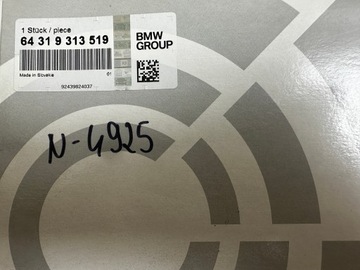 1 Stück / piece
64 31 9 313 519
BMW
GROUP
Made in Slovakia
01
92439824037
N-4925